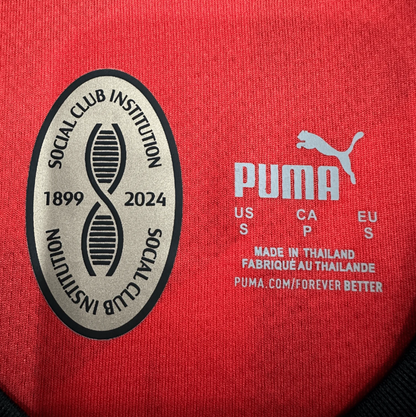 SOCIAL CLUB INSTITUTION
1899 2024
SOCIAL CLUB INSTITUTION
PUMA
US CA EU
S P S
MADE IN THAILAND
FABRIQUÉ AU THAILANDE
PUMA.COM/FOREVER BETTER